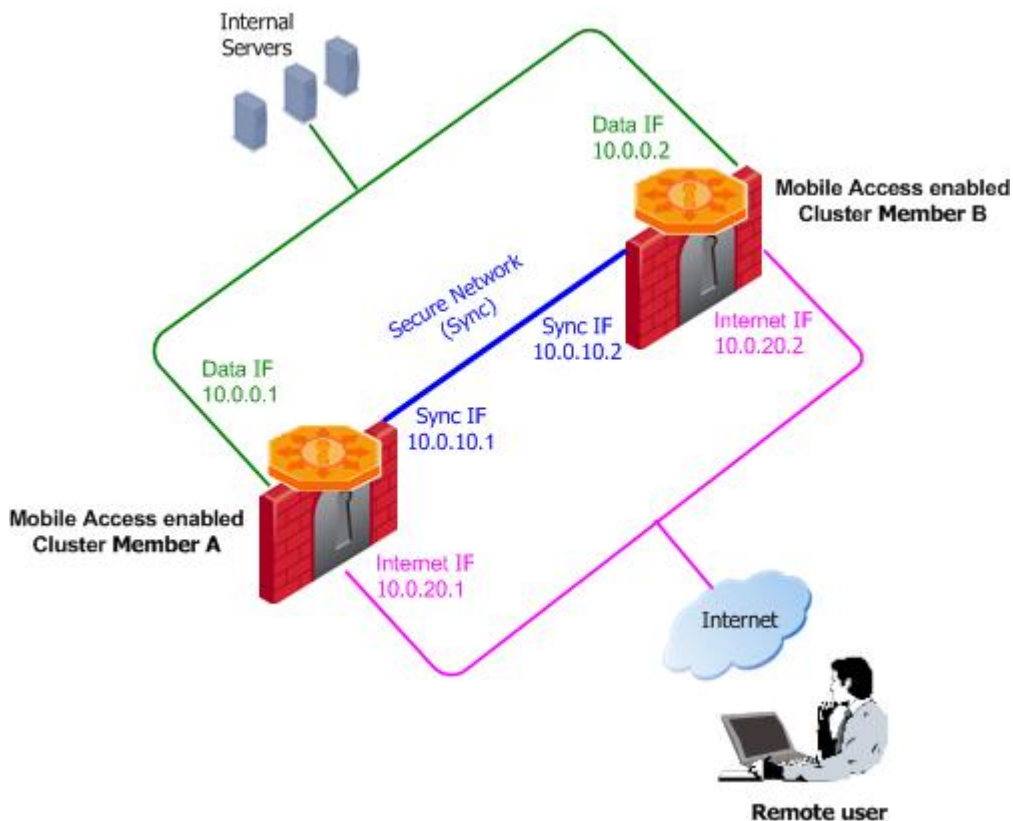 Internal
Servers
Data IF
10.0.0.2
Mobile Access enabled
Cluster Member B
Secure Network
(Sync)
Sync IF
10.0.10.2
Internet IF
10.0.20.2
Data IF
10.0.0.1
Sync IF
10.0.10.1
Mobile Access enabled
Cluster Member A
Internet IF
10.0.20.1
Internet
Remote user